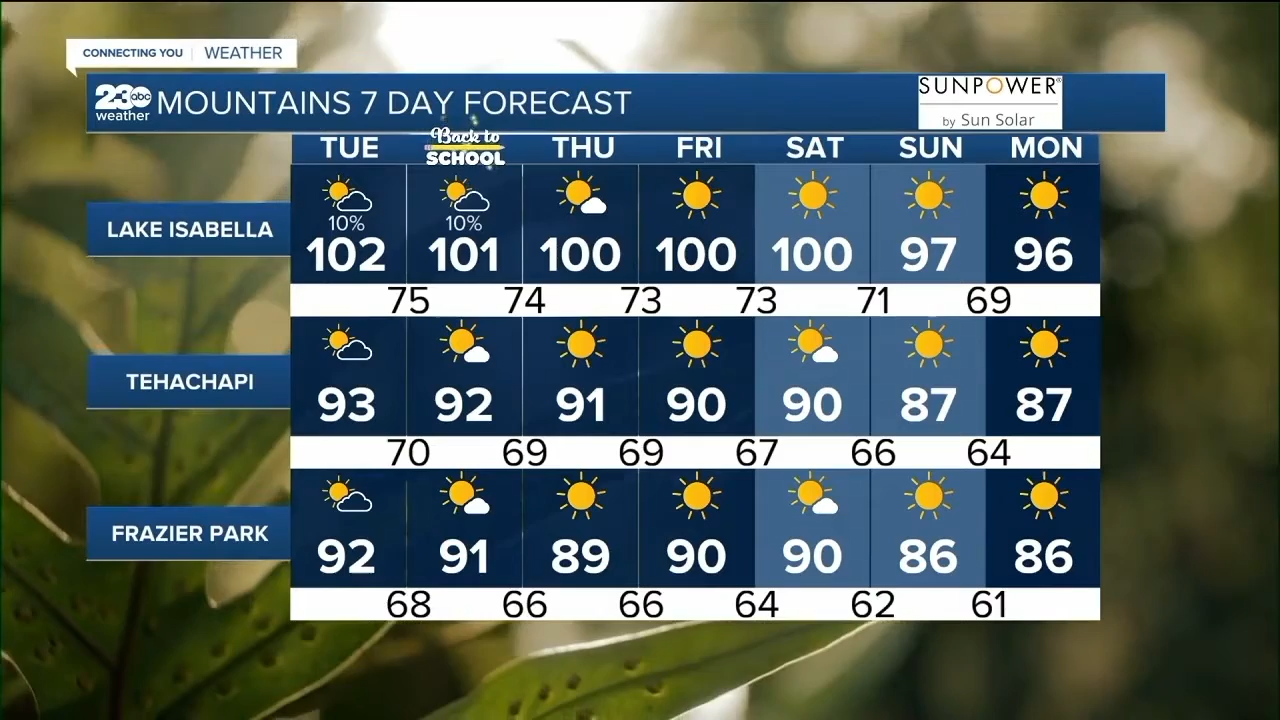 CONNECTING YOU | WEATHER
23 abc
weather
MOUNTAINS 7 DAY FORECAST
SUNPOWER®
by Sun Solar
TUE Back to SCHOOL THU FRI SAT SUN MON
10% 10%
LAKE ISABELLA 102 101 100 100 100 97 96
75 74 73 73 71 69
TEHACHAPI 93 92 91 90 90 87 87
70 69 69 67 66 64
FRAZIER PARK 92 91 89 90 90 86 86
68 66 66 64 62 61